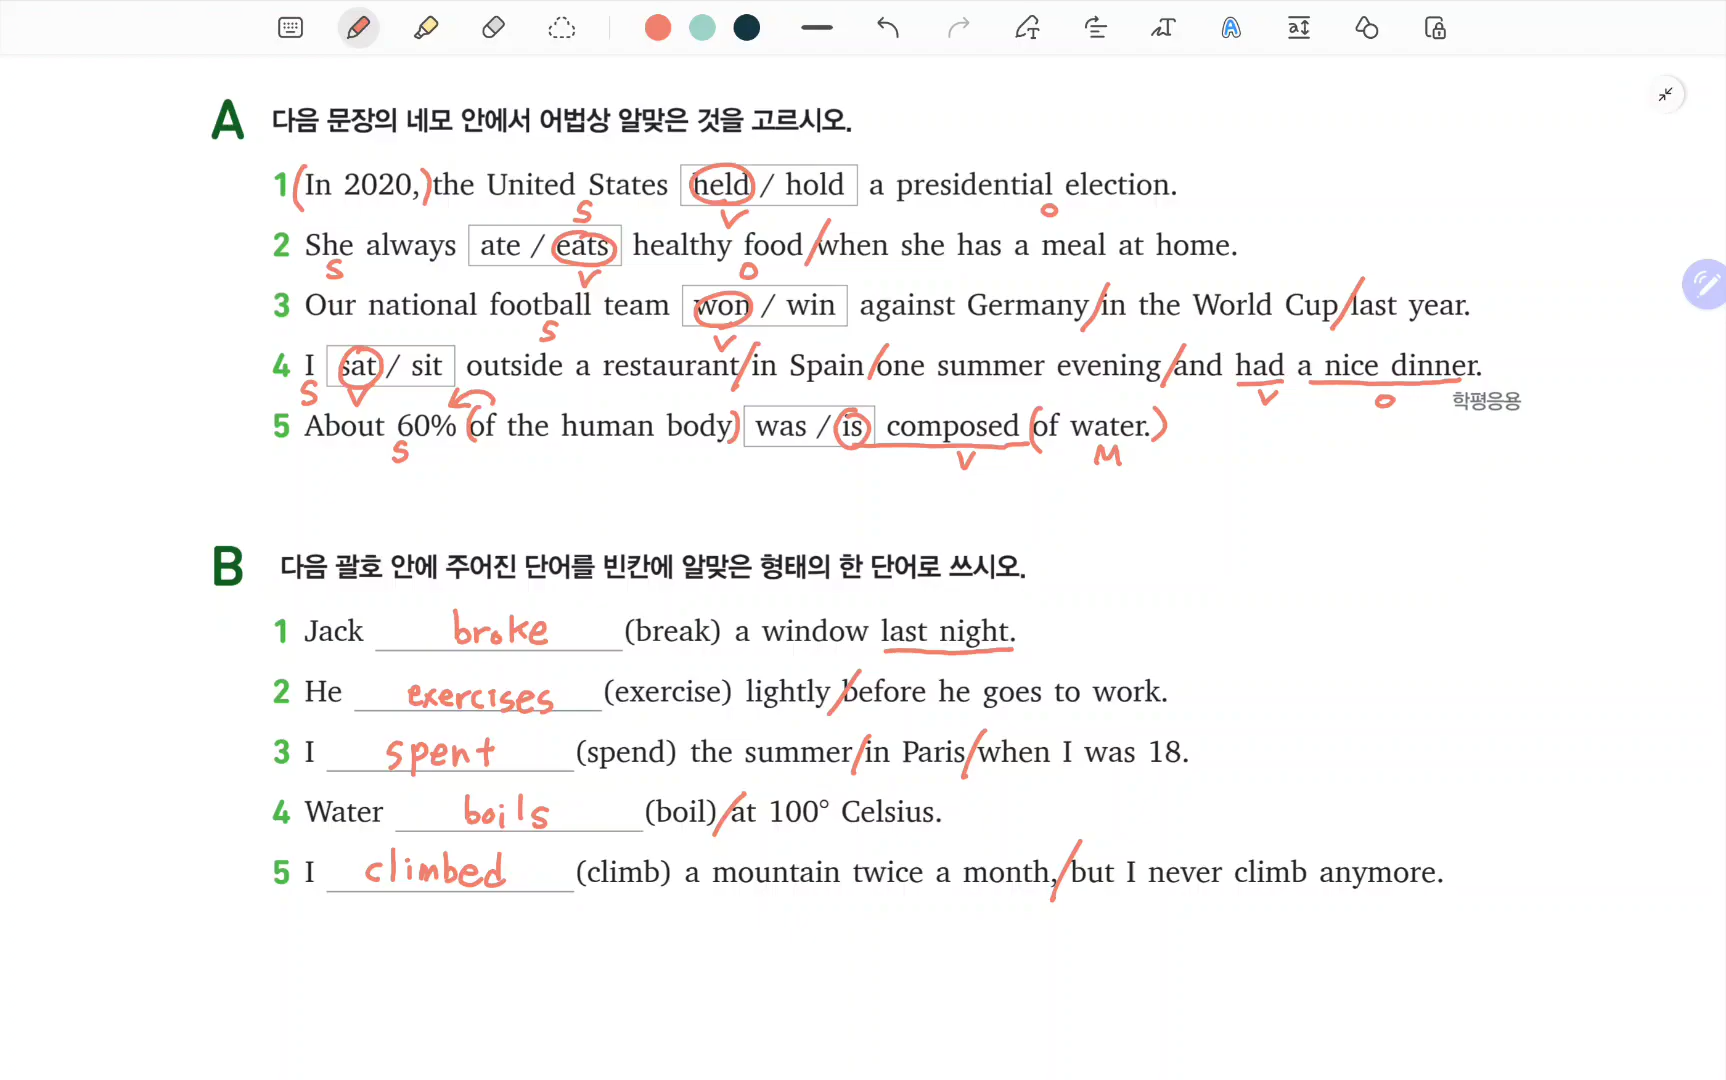 A 다음 문장의 네모 안에서 어법상 알맞은 것을 고르시오.
1 (In 2020,) the United States held / hold a presidential election.
S V O
2 She always ate / eats healthy food / when she has a meal at home.
S V O
3 Our national football team won / win against Germany / in the World Cup / last year.
S V
4 I sat / sit outside a restaurant / in Spain / one summer evening / and had a nice dinner.
S V V O 학평응용
5 About 60% (of the human body) was / is composed (of water.)
S V M
B 다음 괄호 안에 주어진 단어를 빈칸에 알맞은 형태의 한 단어로 쓰시오.
1 Jack broke (break) a window last night.
2 He exercises (exercise) lightly / before he goes to work.
3 I spent (spend) the summer / in Paris / when I was 18.
4 Water boils (boil) / at 100° Celsius.
5 I climbed (climb) a mountain twice a month, / but I never climb anymore.